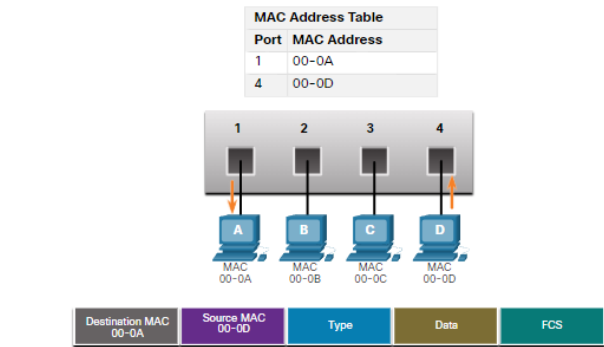 MAC Address Table
Port MAC Address
1 00-0A
4 00-0D
1 2 3 4
A B C D
MAC MAC MAC MAC
00-0A 00-0B 00-0C 00-0D
Destination MAC
00-0A
Source MAC
00-0D
Type
Data
FCS